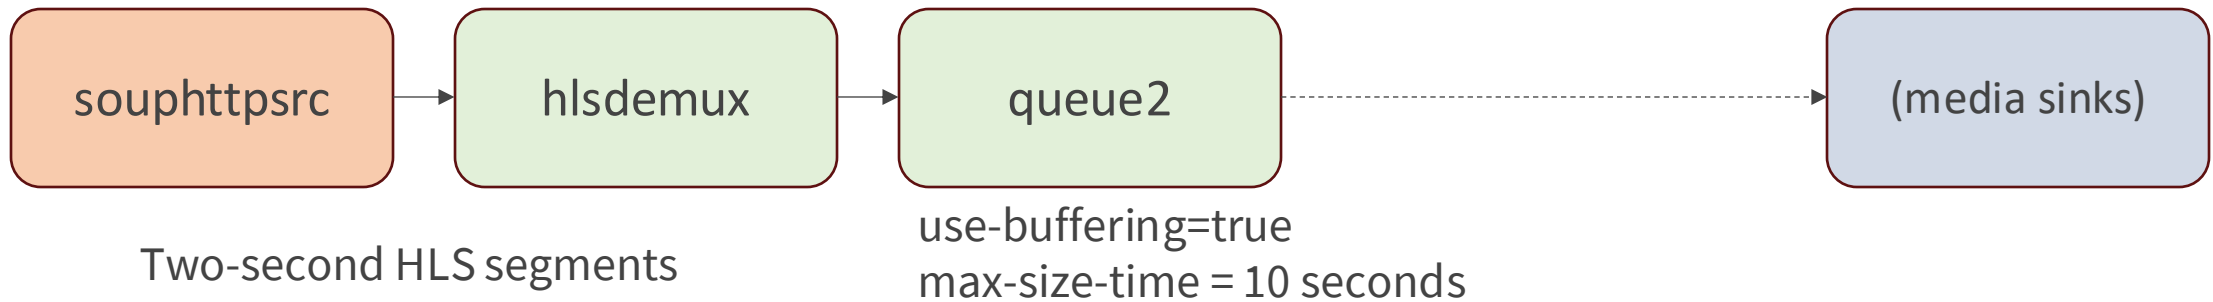 souphttpsrc
hlsdemux
queue2
(media sinks)
Two-second HLS segments
use-buffering=true
max-size-time = 10 seconds